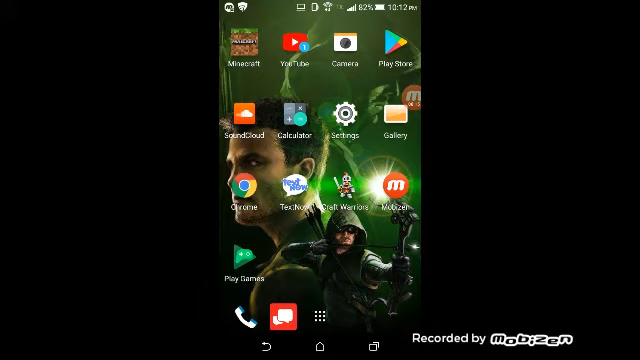 82% 10:12 PM
Minecraft YouTube Camera Play Store
SoundCloud Calculator Settings Gallery
Chrome TextNow Craft Warriors Mobizen
Play Games
Recorded by mobizen